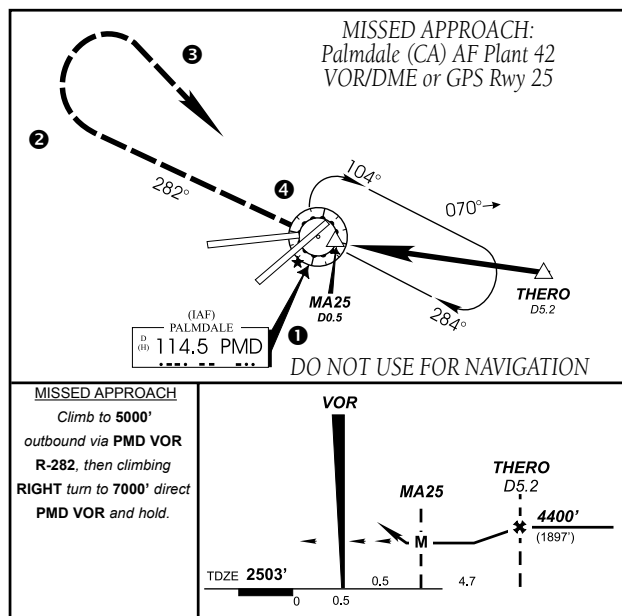 MISSED APPROACH:
Palmdale (CA) AF Plant 42
VOR/DME or GPS Rwy 25
❸
❷
282°
❹
104°
070°
284°
THERO
D5.2
MA25
D0.5
❶
(IAF)
PALMDALE
D
(H) 114.5 PMD
DO NOT USE FOR NAVIGATION
MISSED APPROACH
Climb to 5000’
outbound via PMD VOR
R-282, then climbing
RIGHT turn to 7000’ direct
PMD VOR and hold.
VOR
MA25
THERO
D5.2
4400’
(1897’)
M
TDZE 2503’
0.5 4.7
0 0.5